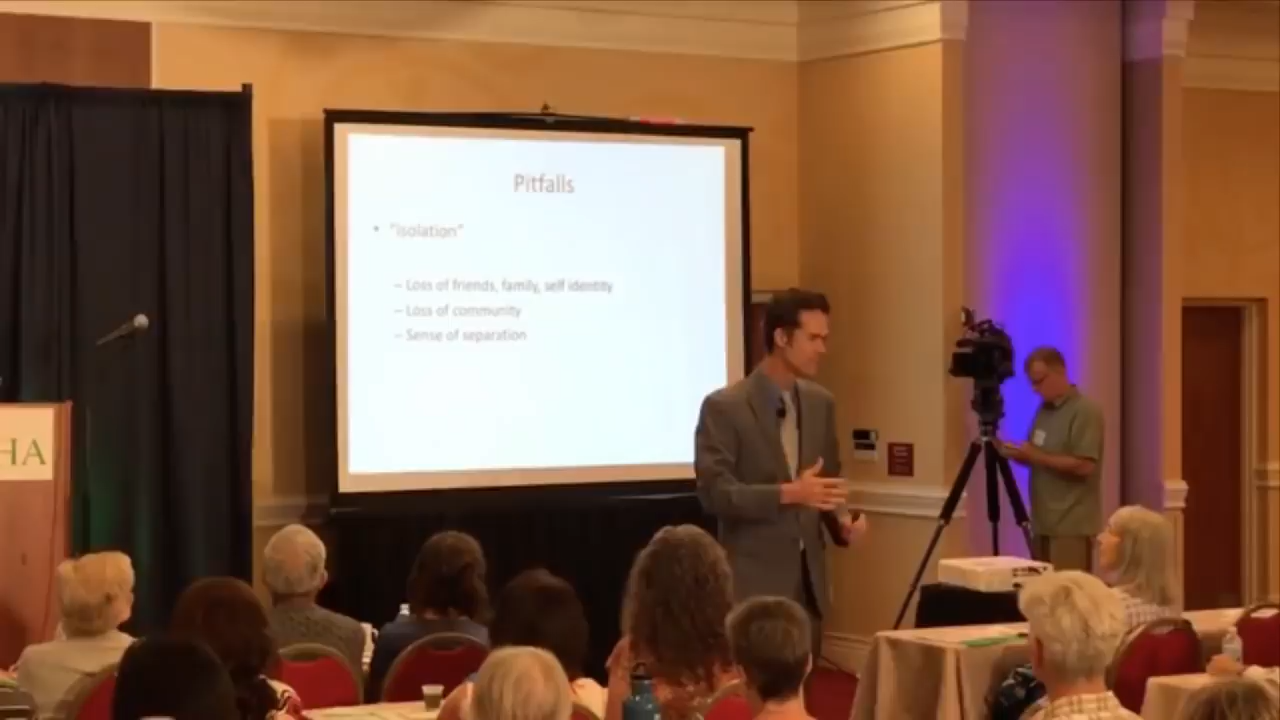 Pitfalls
• "isolation"
– Loss of friends, family, self identity
– Loss of community
– Sense of separation
HA